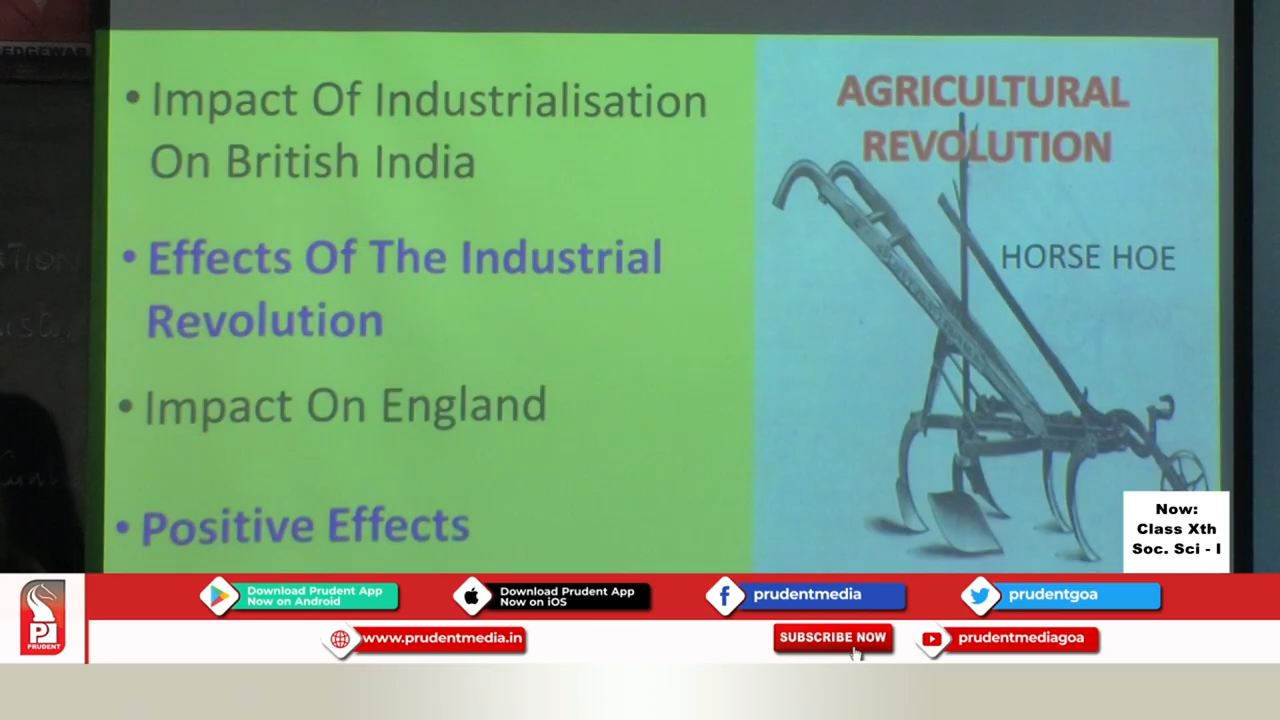 • Impact Of Industrialisation
On British India
• Effects Of The Industrial
Revolution
• Impact On England
• Positive Effects
AGRICULTURAL
REVOLUTION
HORSE HOE
Now:
Class Xth
Soc. Sci - I
PRUDENT
Download Prudent App
Now on Android
Download Prudent App
Now on iOS
prudentmedia
prudentgoa
www.prudentmedia.in
SUBSCRIBE NOW
prudentmediagoa